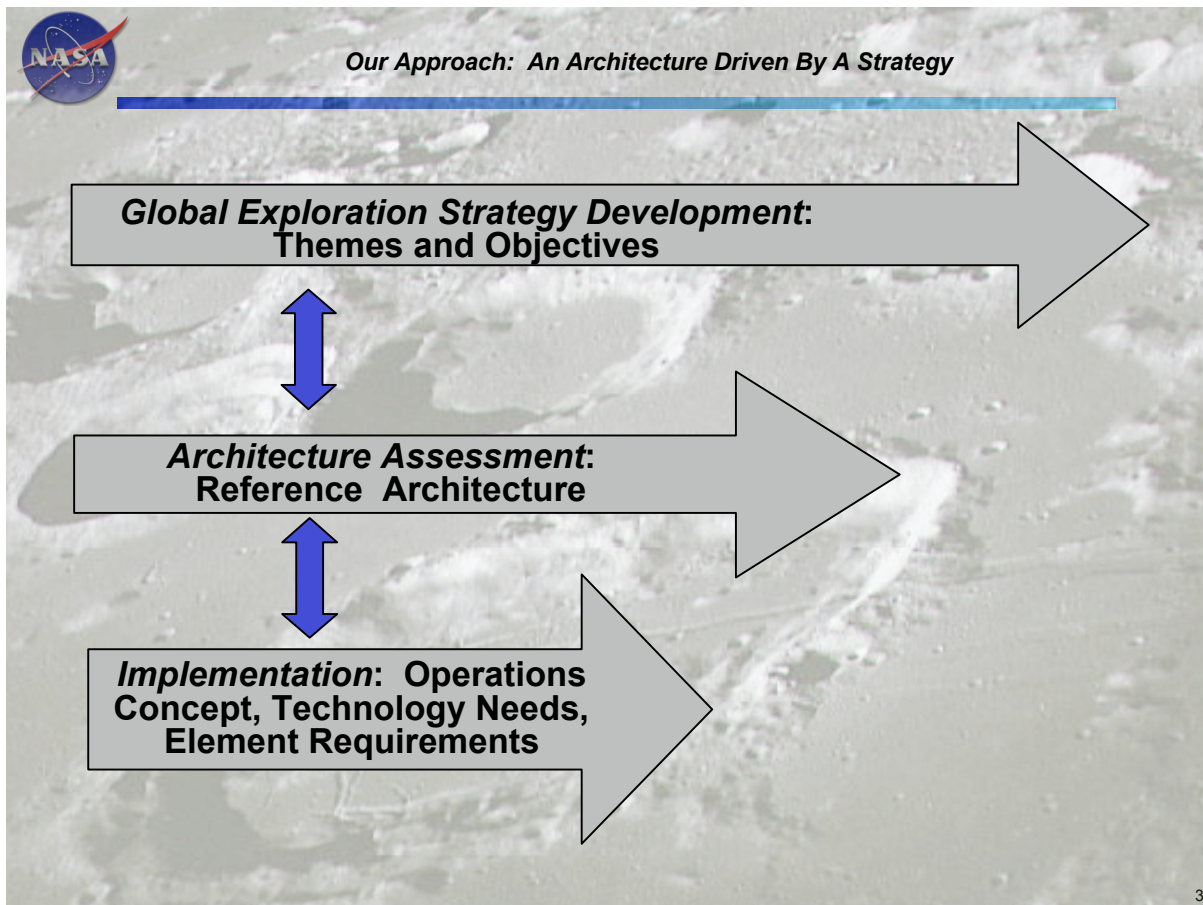 NASA
Our Approach: An Architecture Driven By A Strategy
Global Exploration Strategy Development:
Themes and Objectives
Architecture Assessment:
Reference Architecture
Implementation: Operations
Concept, Technology Needs,
Element Requirements
3